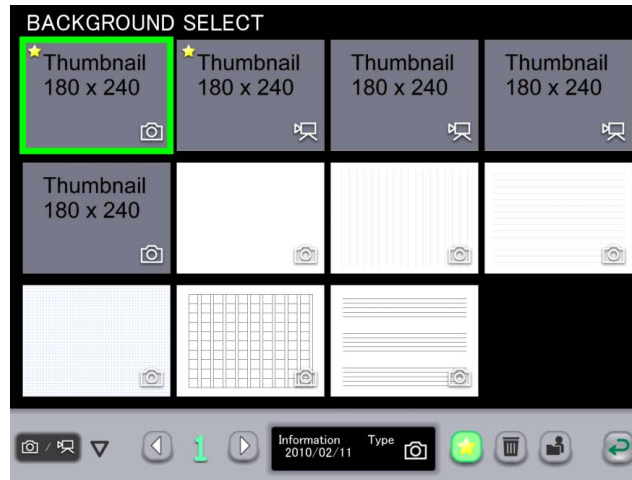 BACKGROUND SELECT
Thumbnail
180 x 240
Thumbnail
180 x 240
Thumbnail
180 x 240
Thumbnail
180 x 240
Thumbnail
180 x 240
/
1
Information Type
2010/02/11